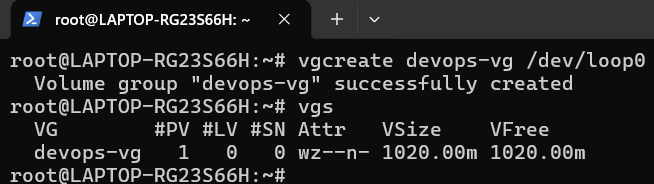 root@LAPTOP-RG23S66H: ~
root@LAPTOP-RG23S66H:~# vgcreate devops-vg /dev/loop0
  Volume group "devops-vg" successfully created
root@LAPTOP-RG23S66H:~# vgs
  VG        #PV #LV #SN Attr   VSize    VFree
  devops-vg   1   0   0 wz--n- 1020.00m 1020.00m
root@LAPTOP-RG23S66H:~#